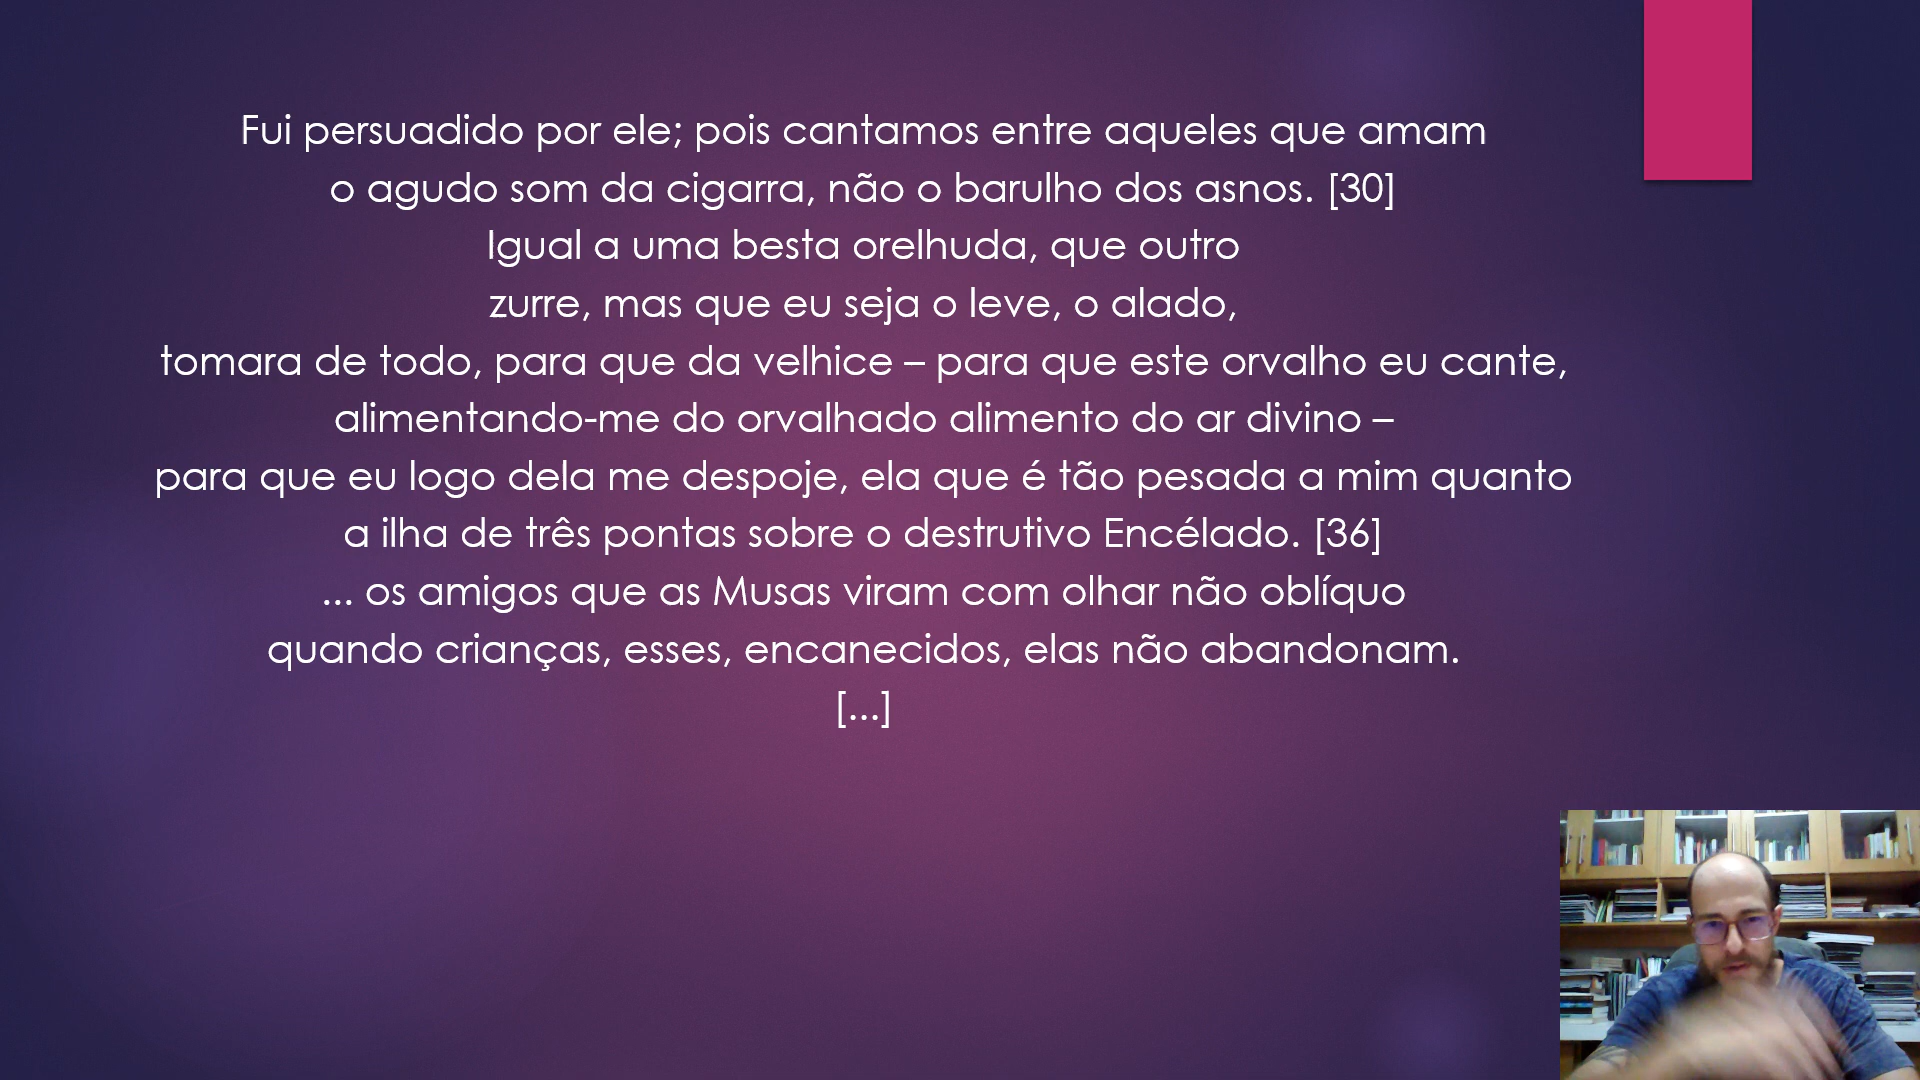 Fui persuadido por ele; pois cantamos entre aqueles que amam
o agudo som da cigarra, não o barulho dos asnos. [30]
Igual a uma besta orelhuda, que outro
zurre, mas que eu seja o leve, o alado,
tomara de todo, para que da velhice – para que este orvalho eu cante,
alimentando-me do orvalhado alimento do ar divino –
para que eu logo dela me despoje, ela que é tão pesada a mim quanto
a ilha de três pontas sobre o destrutivo Encélado. [36]
... os amigos que as Musas viram com olhar não oblíquo
quando crianças, esses, encanecidos, elas não abandonam.
[...]